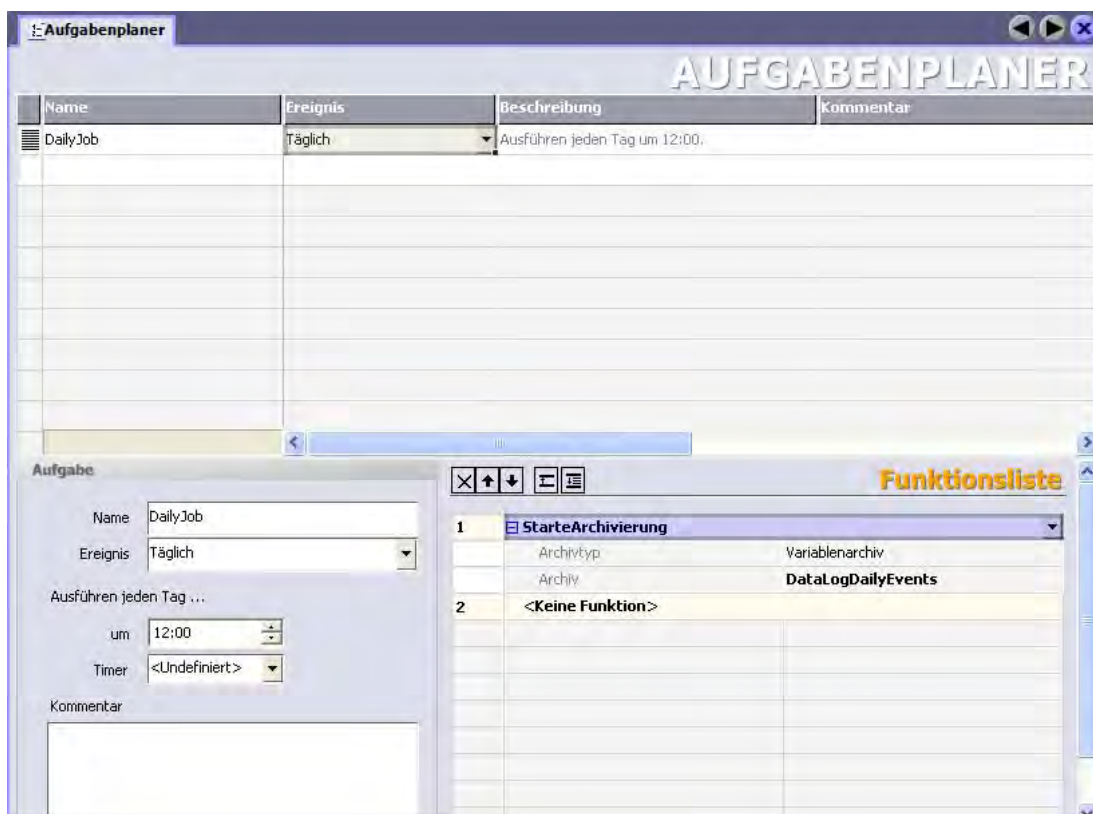 Aufgabenplaner
AUFGABENPLANER
Name Ereignis Beschreibung Kommentar
DailyJob Täglich Ausführen jeden Tag um 12:00.
Aufgabe
Name DailyJob
Ereignis Täglich
Ausführen jeden Tag ...
um 12:00
Timer <Undefiniert>
Kommentar
Funktionsliste
1 StarteArchivierung
Archivtyp Variablenarchiv
Archiv DataLogDailyEvents
2 <Keine Funktion>